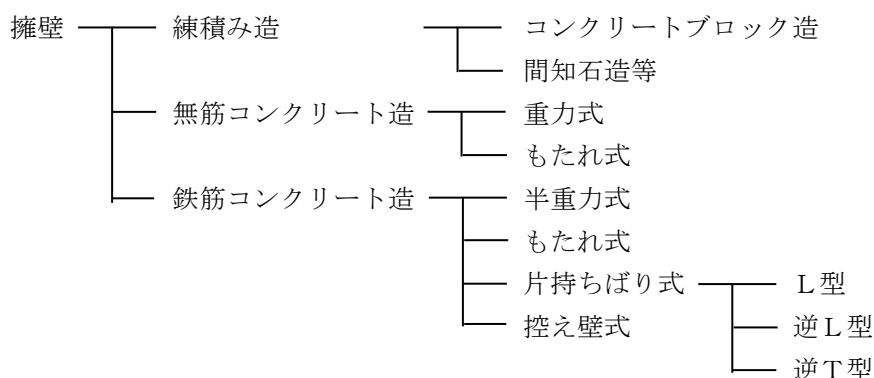 擁壁 練積み造 コンクリートブロック造
間知石造等
無筋コンクリート造 重力式
もたれ式
鉄筋コンクリート造 半重力式
もたれ式
片持ちばり式 L型
控え壁式 逆L型
逆T型